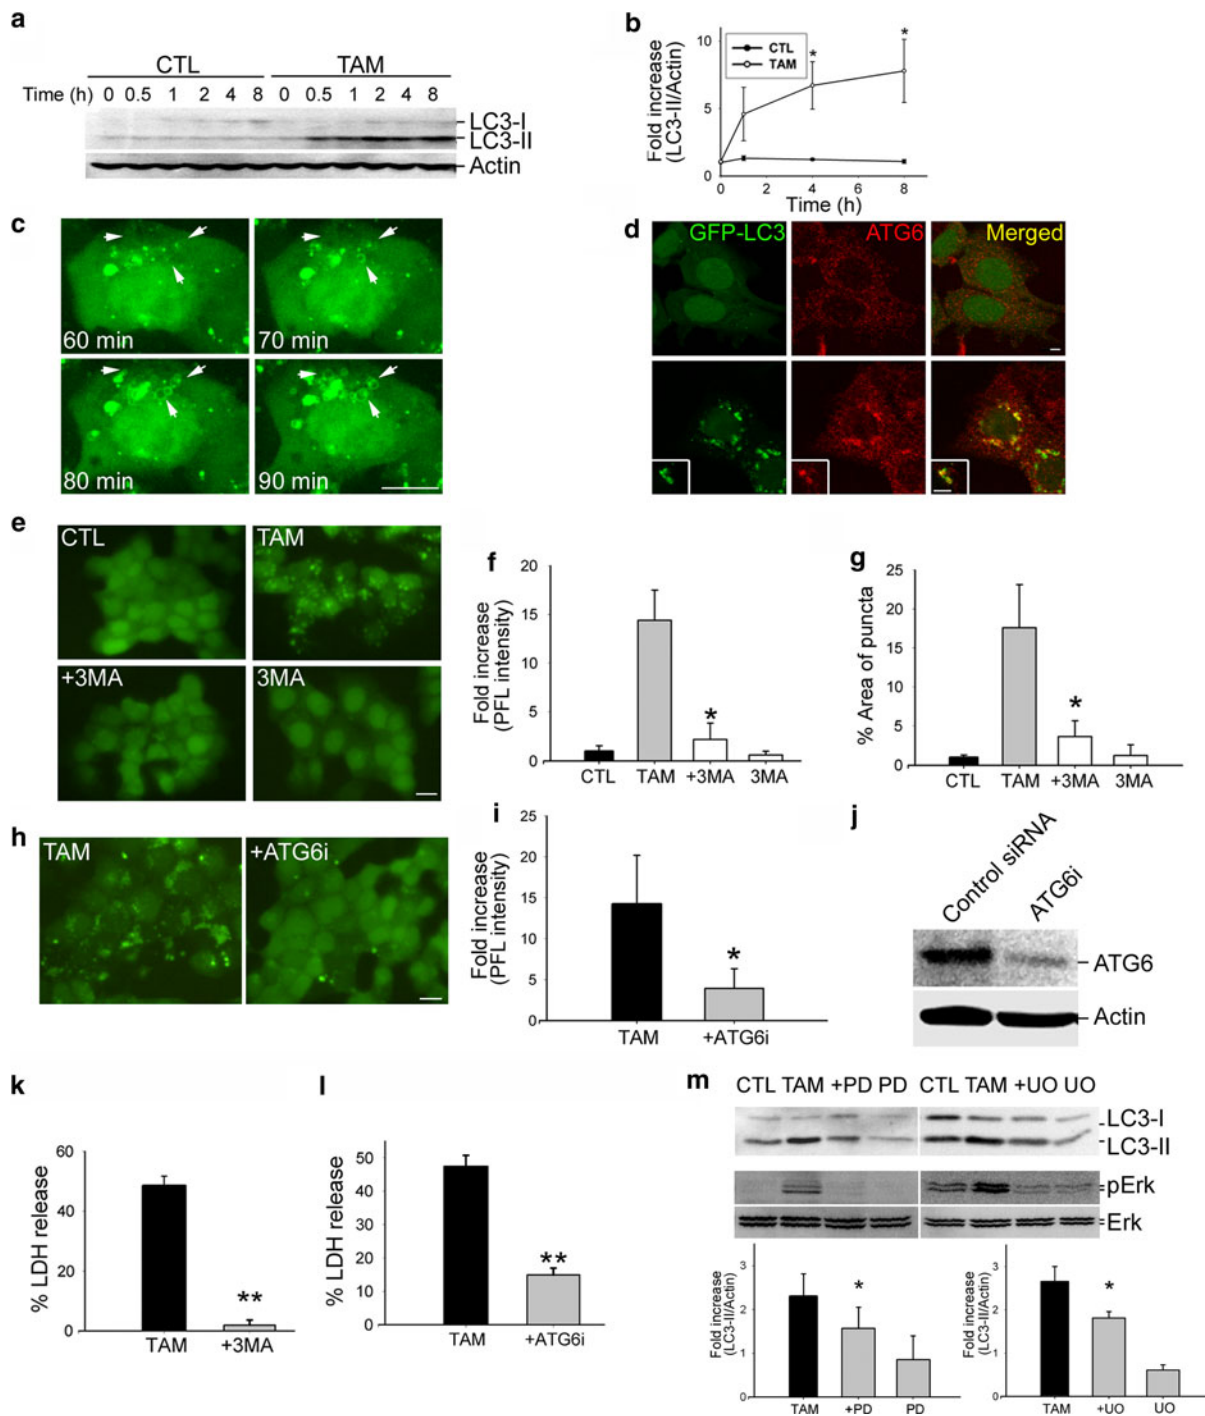 a
CTL TAM
Time (h) 0 0.5 1 2 4 8 0 0.5 1 2 4 8
LC3-I
LC3-II
Actin
b
Fold increase
(LC3-II/Actin)
10
5
0
CTL
TAM
*
*
0 2 4 6 8
Time (h)
c
60 min
70 min
80 min
90 min
d
GFP-LC3
ATG6
Merged
e
CTL
TAM
+3MA
3MA
f
Fold increase
(PFL intensity)
20
15
10
5
0
*
CTL TAM +3MA 3MA
g
% Area of puncta
25
20
15
10
5
0
*
CTL TAM +3MA 3MA
h
TAM
+ATG6i
i
Fold increase
(PFL intensity)
25
20
15
10
5
0
*
TAM +ATG6i
j
Control siRNA
ATG6i
ATG6
Actin
k
% LDH release
60
40
20
0
**
TAM +3MA
l
% LDH release
50
40
30
20
10
0
**
TAM +ATG6i
m
CTL TAM +PD PD CTL TAM +UO UO
LC3-I
LC3-II
pErk
Erk
Fold increase
(LC3-II/Actin)
3
2
1
0
*
TAM +PD PD
Fold increase
(LC3-II/Actin)
3
2
1
0
*
TAM +UO UO